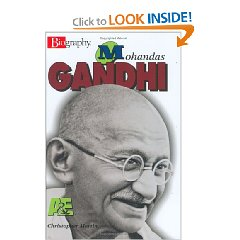 Click to
LOOK INSIDE!
Biography
Mohandas
GANDHI
A&E
Christopher Martin